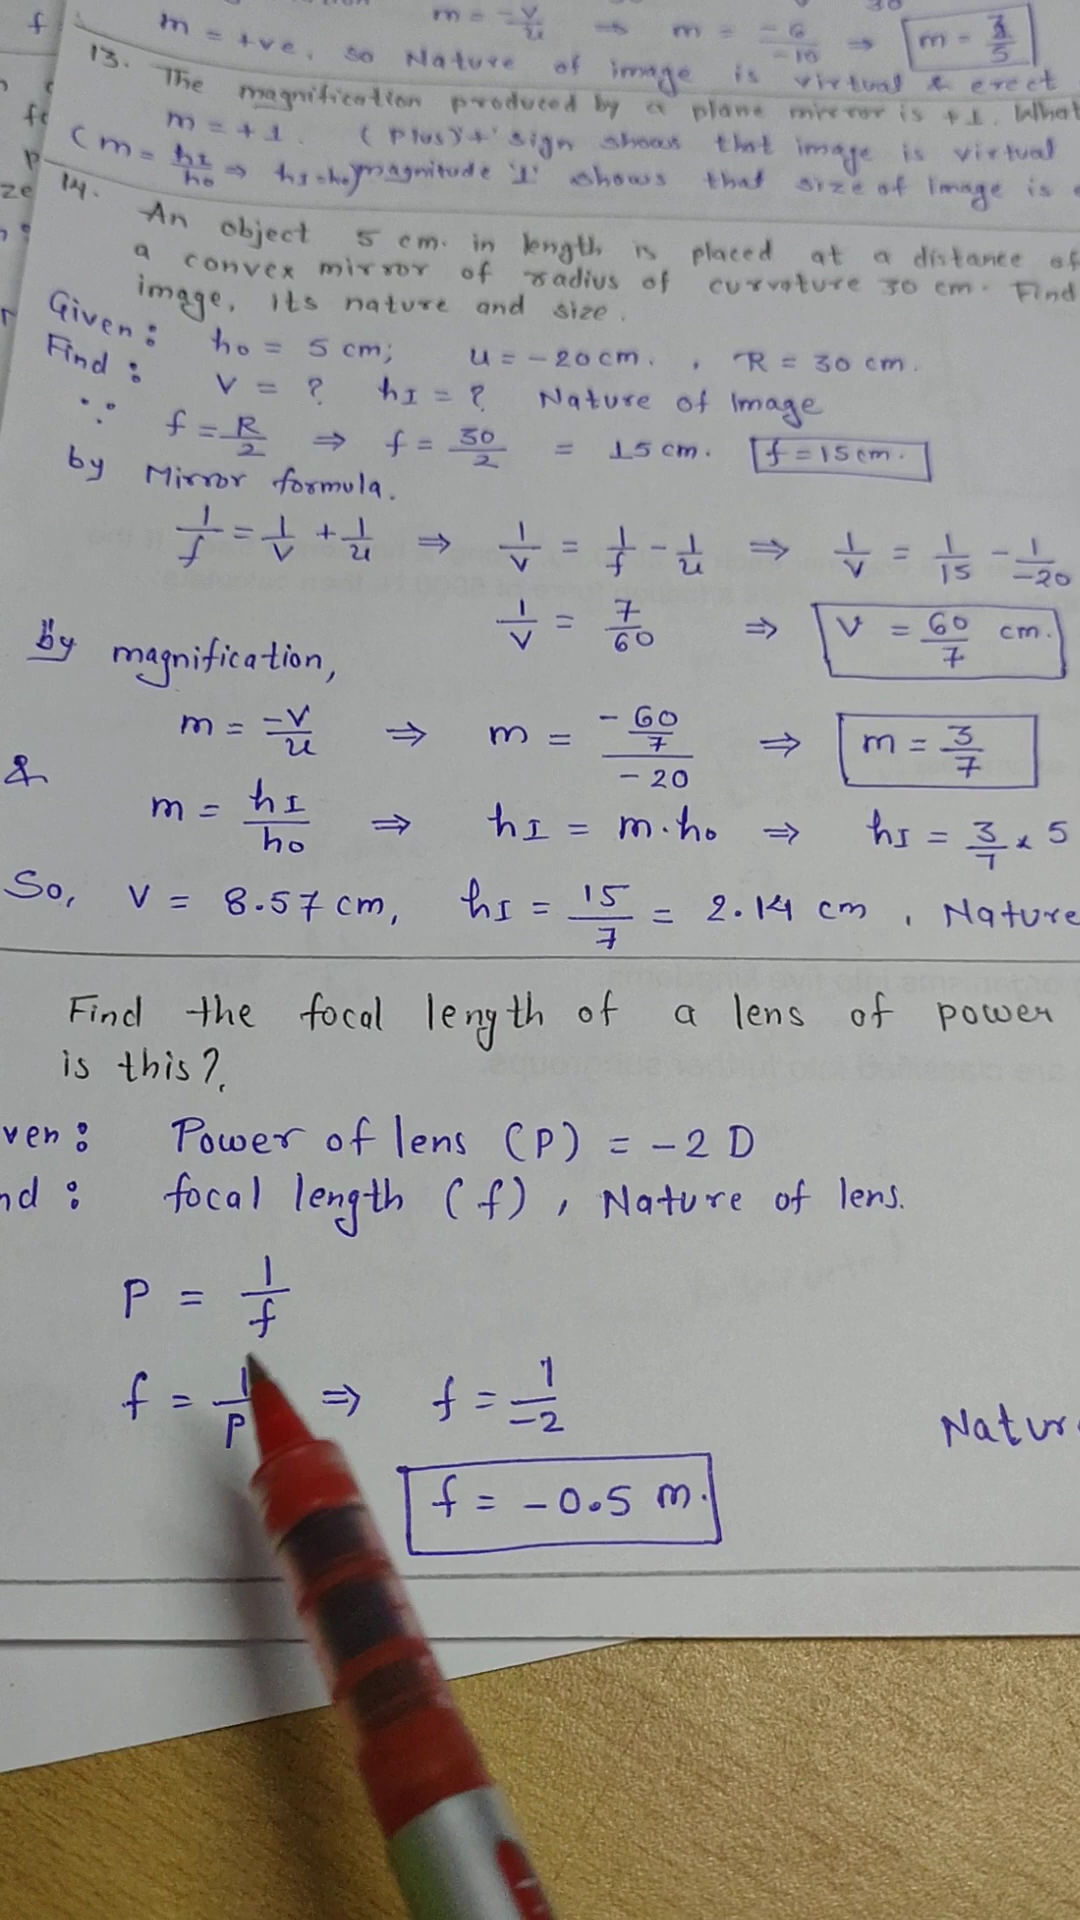 m = -v/u ⇒ m = -6/-10 ⇒ m = 3/5
m = +ve, so Nature of image is virtual & erect
13. The magnification produced by a plane mirror is +1. What
m = +1. (Plus) '+' sign shows that image is virtual
(m = hI/ho ⇒ hI = ho) magnitude '1' shows that size of image is
14. An object 5 cm. in length is placed at a distance of
a convex mirror of radius of curvature 30 cm. Find
image, its nature and size.
Given : ho = 5 cm; u = -20 cm. , R = 30 cm.
Find : v = ? hI = ? Nature of Image
∵ f = R/2 ⇒ f = 30/2 = 15 cm. f = 15 cm.
by Mirror formula.
1/f = 1/v + 1/u ⇒ 1/v = 1/f - 1/u ⇒ 1/v = 1/15 - 1/-20
1/v = 7/60 ⇒ v = 60/7 cm.
by magnification,
m = -v/u ⇒ m = -60/7/-20 ⇒ m = 3/7
&
m = hI/ho ⇒ hI = m·ho ⇒ hI = 3/7 × 5
So, v = 8.57 cm, hI = 15/7 = 2.14 cm , Nature
Find the focal length of a lens of power
is this?
ven : Power of lens (P) = -2 D
nd : focal length (f), Nature of lens.
P = 1/f
f = 1/P ⇒ f = 1/-2
Natur
f = -0.5 m.